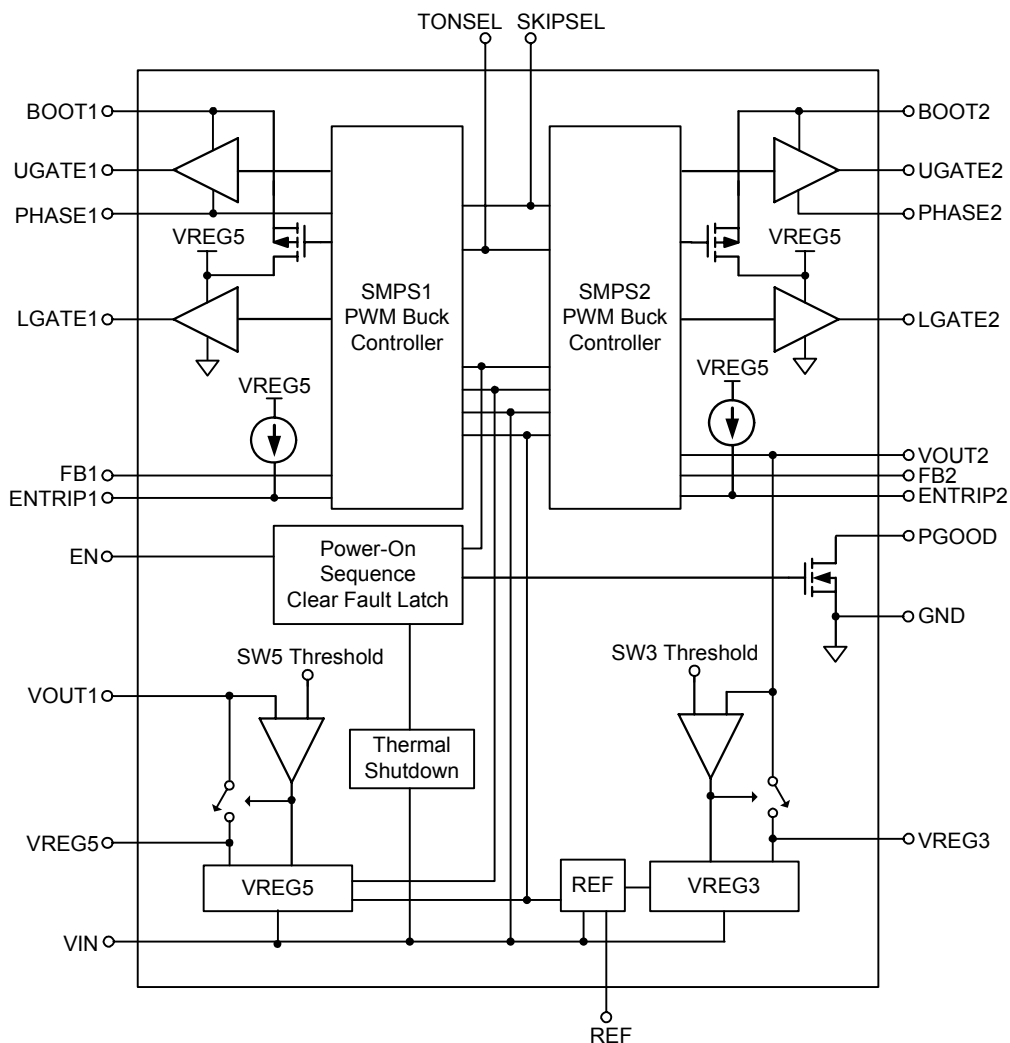 TONSEL SKIPSEL
BOOT1
BOOT2
UGATE1
UGATE2
PHASE1
PHASE2
VREG5
VREG5
SMPS1
PWM Buck
Controller
SMPS2
PWM Buck
Controller
LGATE1
LGATE2
VREG5
VREG5
VOUT2
FB1
FB2
ENTRIP1
ENTRIP2
PGOOD
EN
Power-On
Sequence
Clear Fault Latch
GND
SW5 Threshold
SW3 Threshold
VOUT1
Thermal
Shutdown
VREG5
VREG3
VREG5
REF
VREG3
VIN
REF